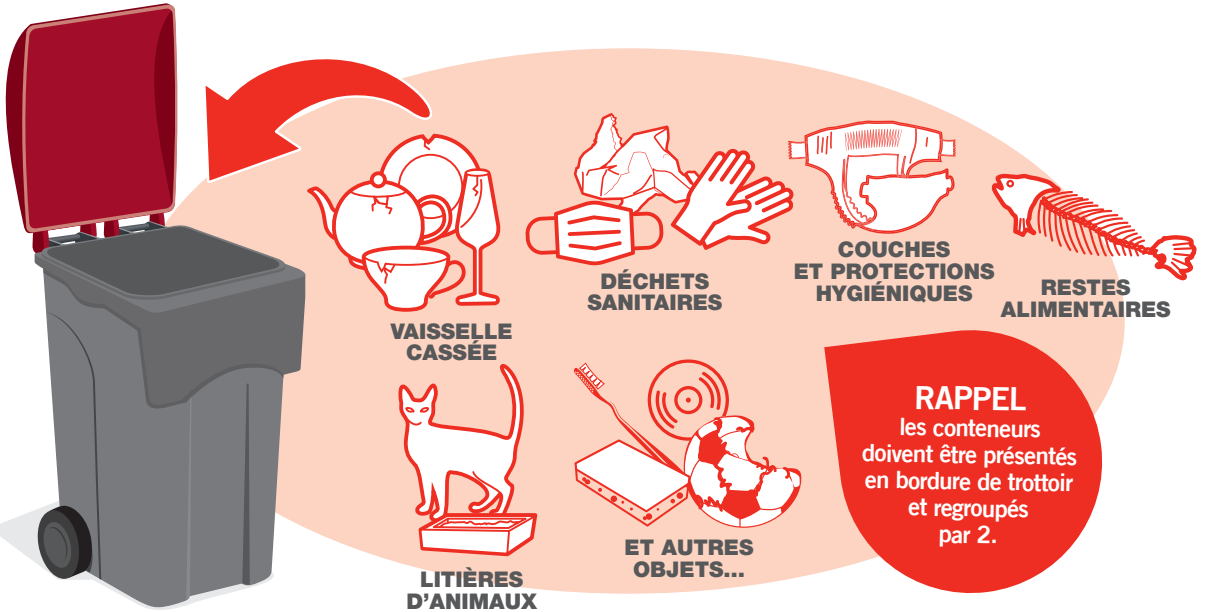 VAISSELLE
CASSÉE
DÉCHETS
SANITAIRES
COUCHES
ET PROTECTIONS
HYGIÉNIQUES
RESTES
ALIMENTAIRES
LITIÈRES
D'ANIMAUX
ET AUTRES
OBJETS...
RAPPEL
les conteneurs
doivent être présentés
en bordure de trottoir
et regroupés
par 2.